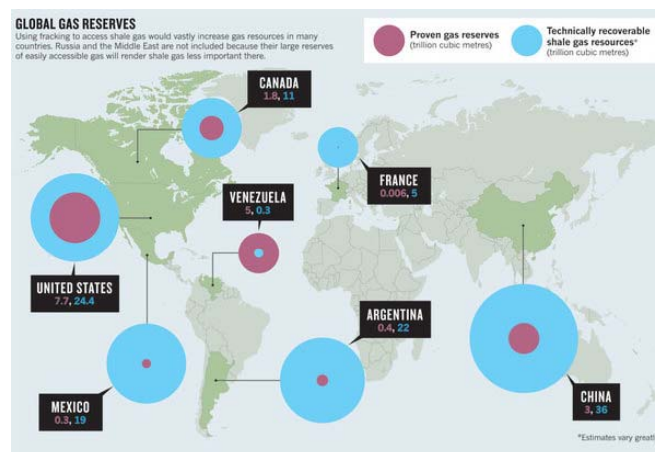 GLOBAL GAS RESERVES
Using fracking to access shale gas would vastly increase gas resources in many
countries. Russia and the Middle East are not included because their large reserves
of easily accessible gas will render shale gas less important there.
Proven gas reserves
(trillion cubic metres)
Technically recoverable
shale gas resources*
(trillion cubic metres)
CANADA
1.8, 11
FRANCE
0.006, 5
VENEZUELA
5, 0.3
UNITED STATES
7.7, 24.4
ARGENTINA
0.4, 22
MEXICO
0.3, 19
CHINA
3, 36
*Estimates vary greatl